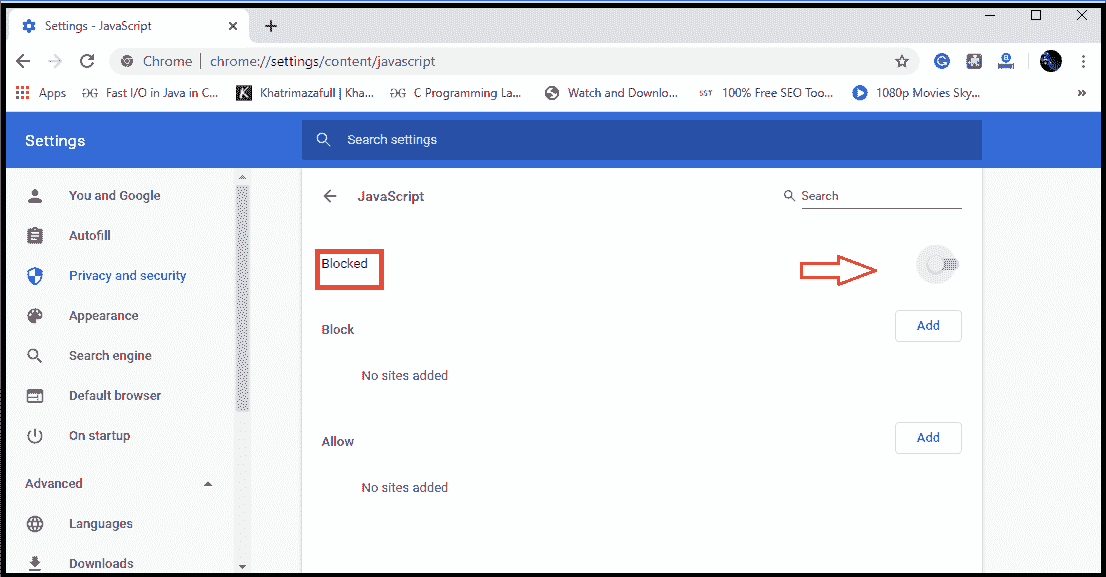 Settings - JavaScript
Chrome | chrome://settings/content/javascript
Apps ƏG Fast I/O in Java in C... K Khatrimazafull | Kha... ƏG C Programming La... Watch and Downlo... SST 100% Free SEO Too... 1080p Movies Sky... »
Settings
Search settings
You and Google
Autofill
Privacy and security
Appearance
Search engine
Default browser
On startup
Advanced
Languages
Downloads
JavaScript
Search
Blocked
Block
Add
No sites added
Allow
Add
No sites added